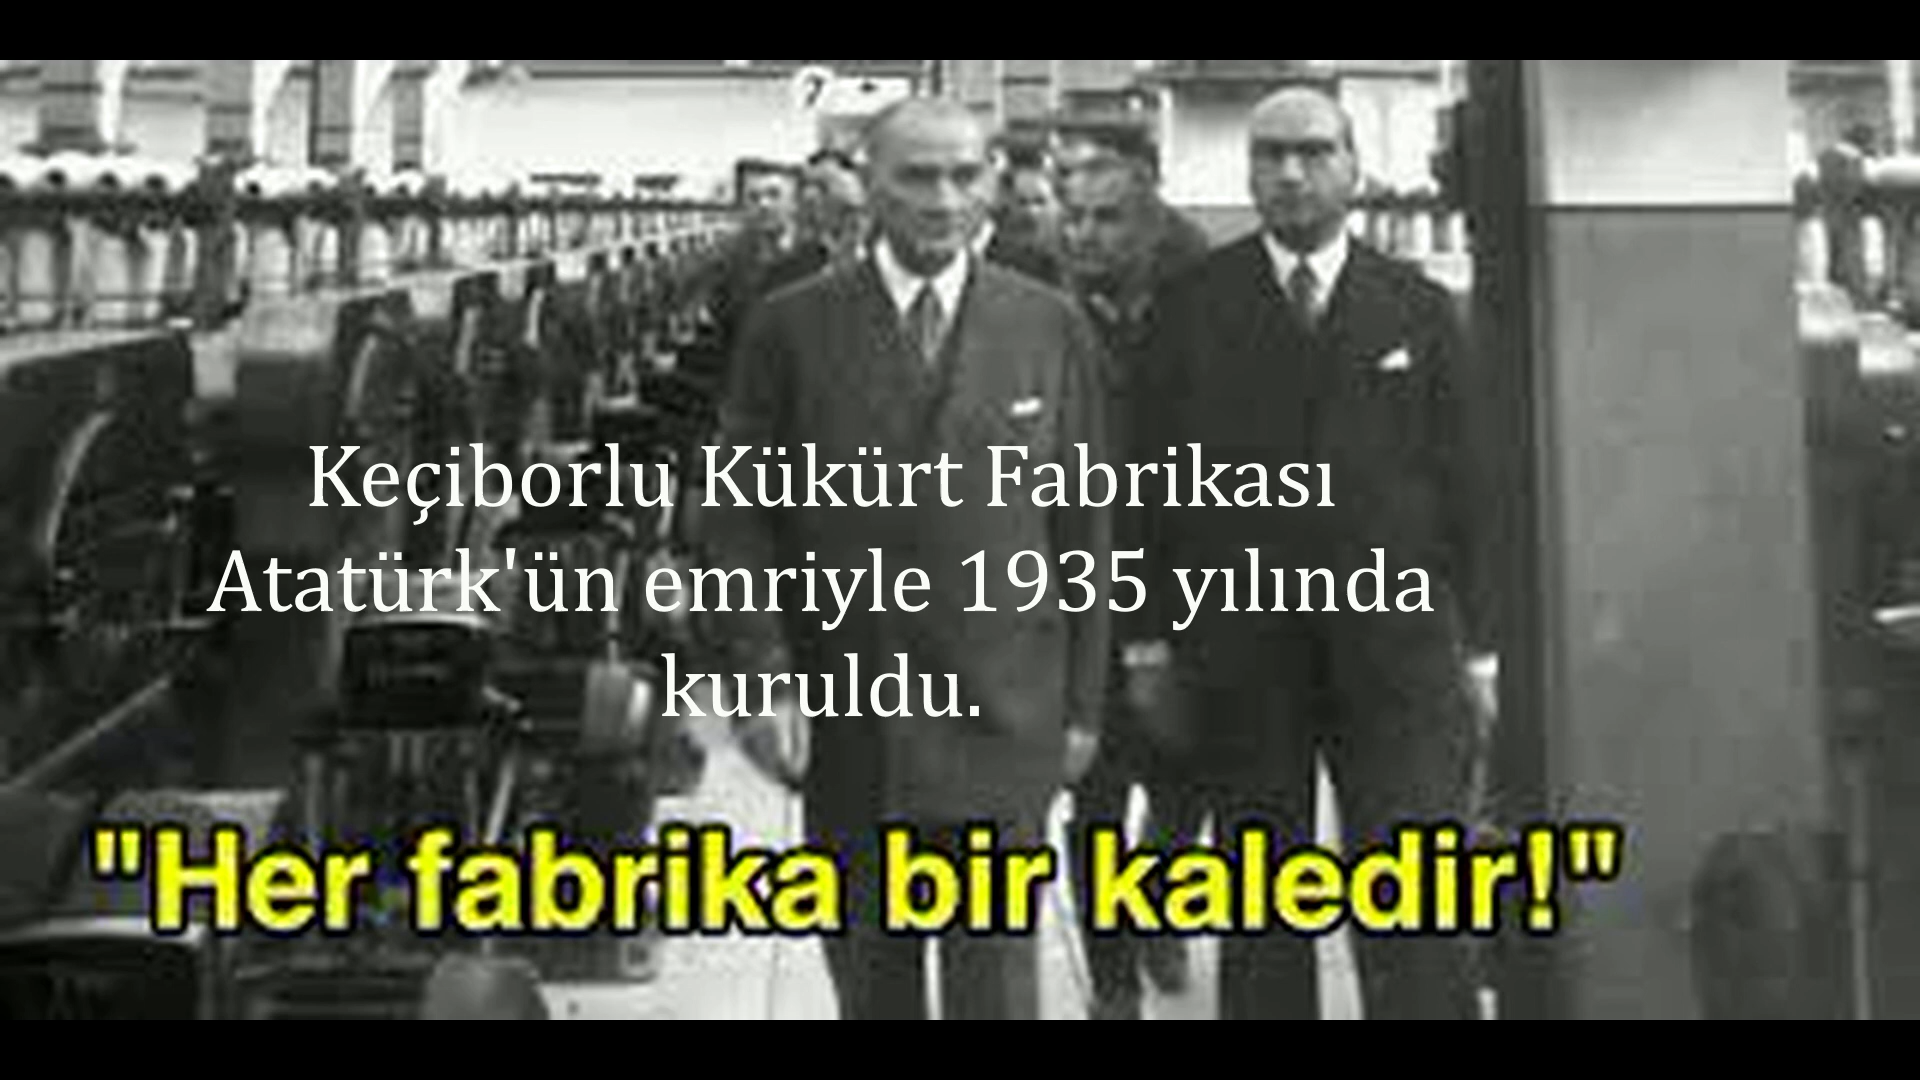 Keçiborlu Kükürt Fabrikası
Atatürk'ün emriyle 1935 yılında
kuruldu.
"Her fabrika bir kaledir!"